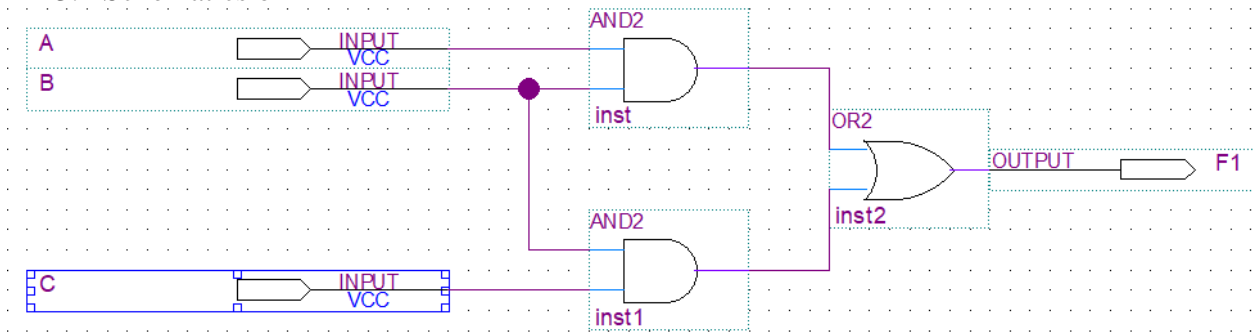 AND2
A INPUT
VCC
B INPUT
VCC
inst
OR2
OUTPUT F1
inst2
AND2
C INPUT
VCC
inst1